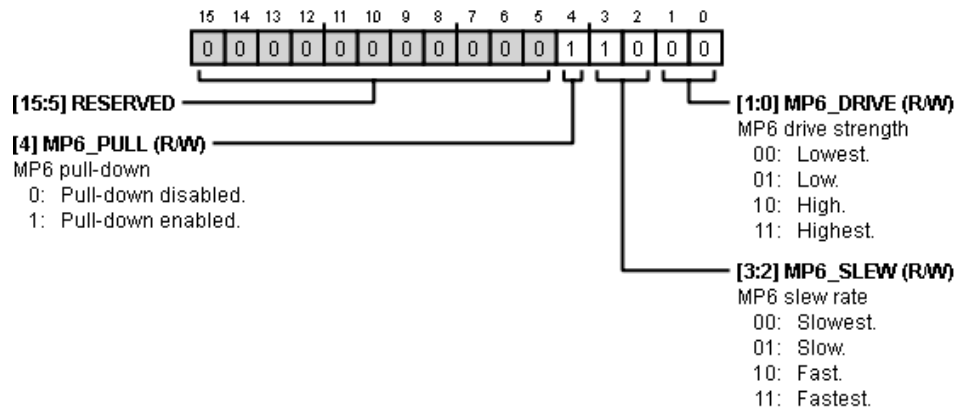 15 14 13 12 11 10 9 8 7 6 5 4 3 2 1 0
0 0 0 0 0 0 0 0 0 0 0 1 1 0 0 0
[15:5] RESERVED
[4] MP6_PULL (R/W)
MP6 pull-down
0: Pull-down disabled.
1: Pull-down enabled.
[1:0] MP6_DRIVE (R/W)
MP6 drive strength
00: Lowest.
01: Low.
10: High.
11: Highest.
[3:2] MP6_SLEW (R/W)
MP6 slew rate
00: Slowest.
01: Slow.
10: Fast.
11: Fastest.